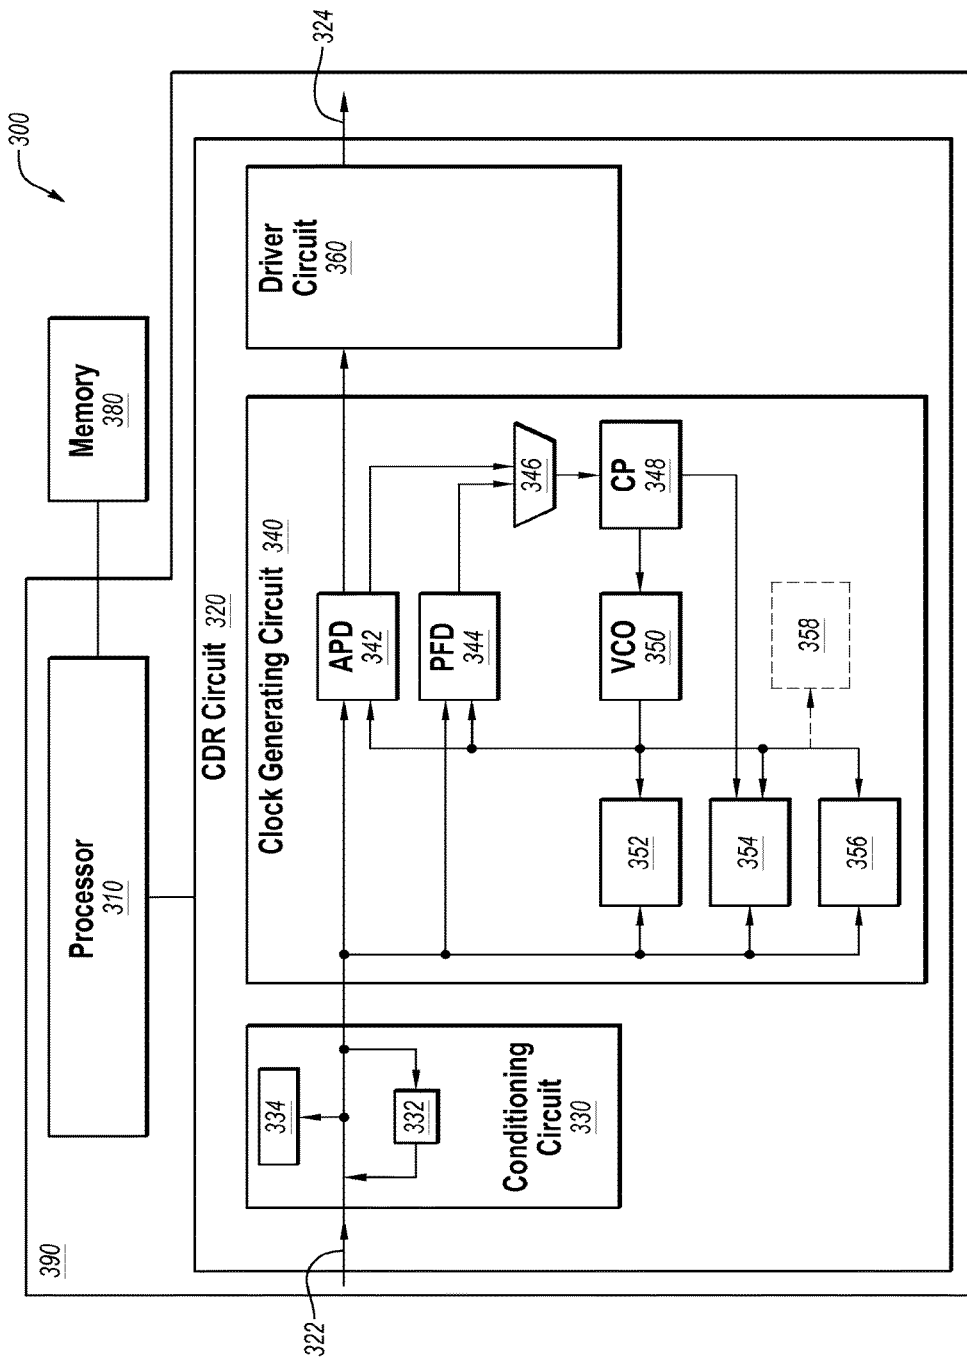 300
390
Processor
310
Memory
380
CDR Circuit 320
322
324
334
332
Conditioning
Circuit
330
Clock Generating Circuit 340
APD
342
PFD
344
346
CP
348
VCO
350
352
354
356
358
Driver
Circuit
360